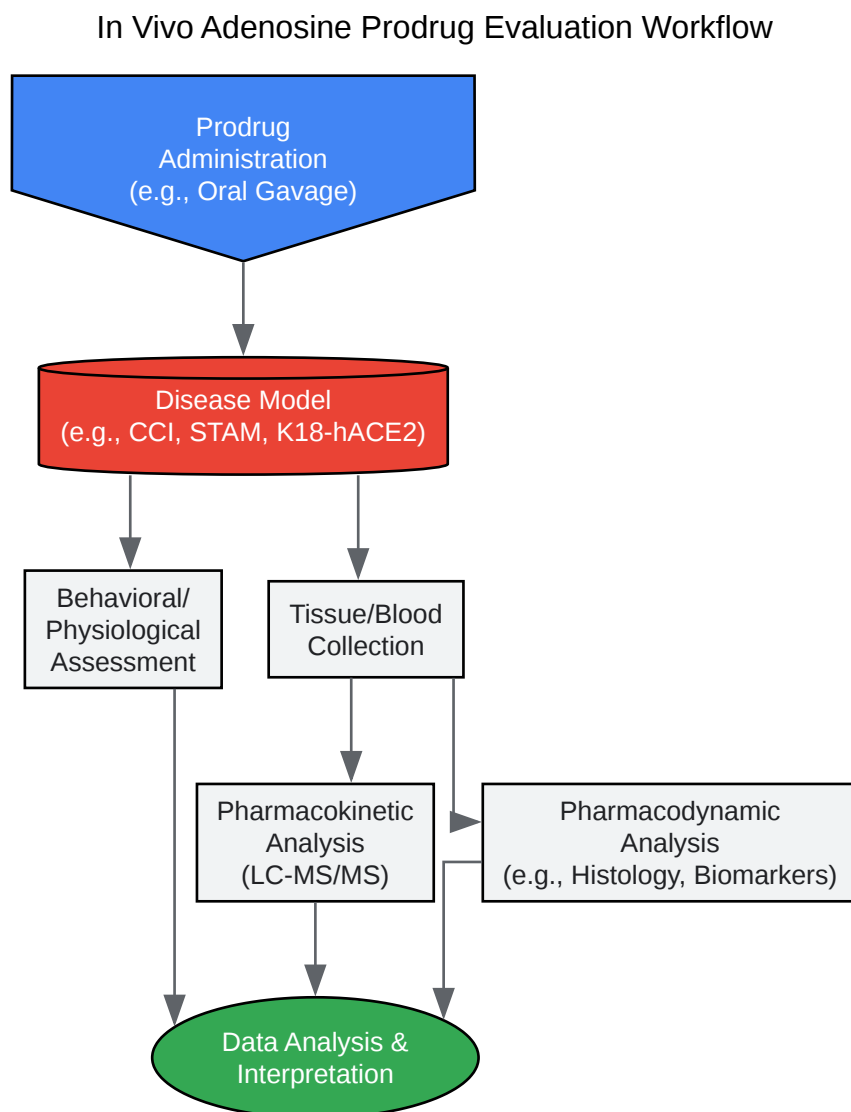 In Vivo Adenosine Prodrug Evaluation Workflow
Prodrug
Administration
(e.g., Oral Gavage)
Disease Model
(e.g., CCI, STAM, K18-hACE2)
Behavioral/
Physiological
Assessment
Tissue/Blood
Collection
Pharmacokinetic
Analysis
(LC-MS/MS)
Pharmacodynamic
Analysis
(e.g., Histology, Biomarkers)
Data Analysis &
Interpretation